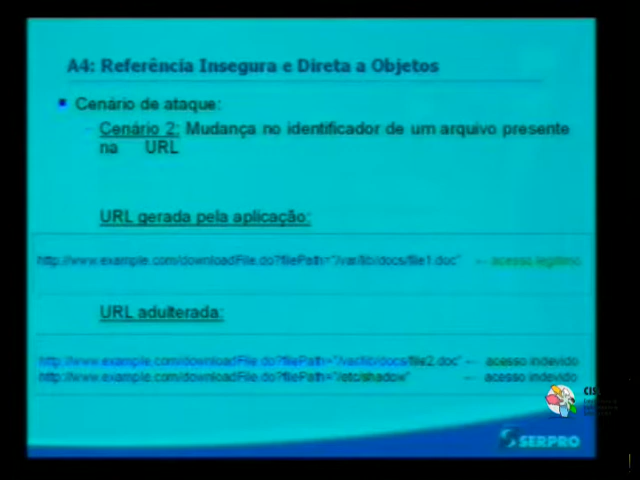 A4: Referência Insegura e Direta a Objetos
Cenário de ataque:
Cenário 2: Mudança no identificador de um arquivo presente
na URL
URL gerada pela aplicação:
http://www.example.com/downloadFile.do?filePath="/var/lib/docs/file1.doc" ← acesso legítimo
URL adulterada:
http://www.example.com/downloadFile.do?filePath="/var/lib/docs/file2.doc" ← acesso indevido
http://www.example.com/downloadFile.do?filePath="/etc/shadow" ← acesso indevido
SERPRO